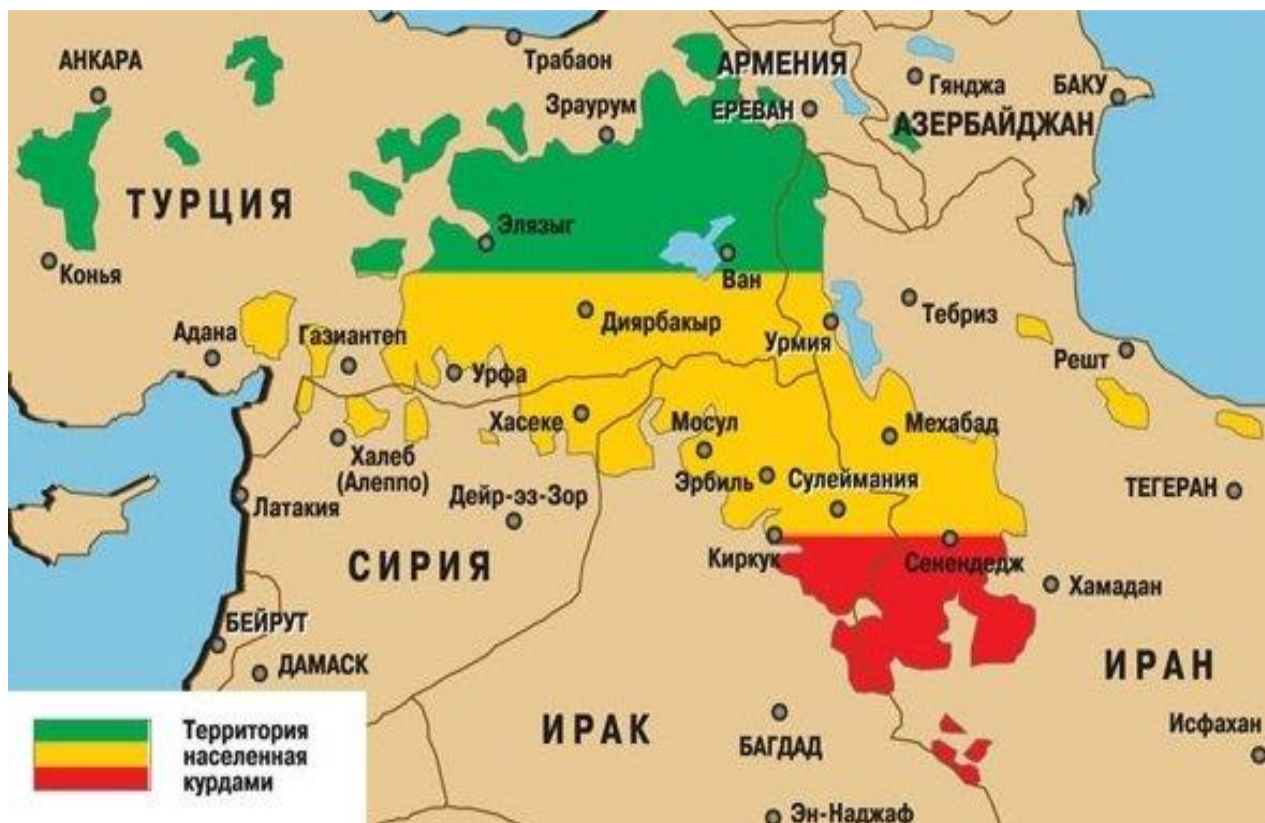 АНКАРА
Трабаон
АРМЕНИЯ
Гянджа
БАКУ
Зраурум
ЕРЕВАН
АЗЕРБАЙДЖАН
ТУРЦИЯ
Элязыг
Конья
Ван
Диярбакыр
Тебриз
Адана
Газиантеп
Урмия
Решт
Урфа
Хасеке
Мосул
Мехабад
Халеб
(Алеппо)
Эрбиль
Сулеймания
ТЕГЕРАН
Латакия
Дейр-эз-Зор
СИРИЯ
Киркук
Сенендедж
Хамадан
БЕЙРУТ
ДАМАСК
ИРАН
ИРАК
БАГДАД
Исфахан
Эн-Наджаф
Территория
населенная
курдами